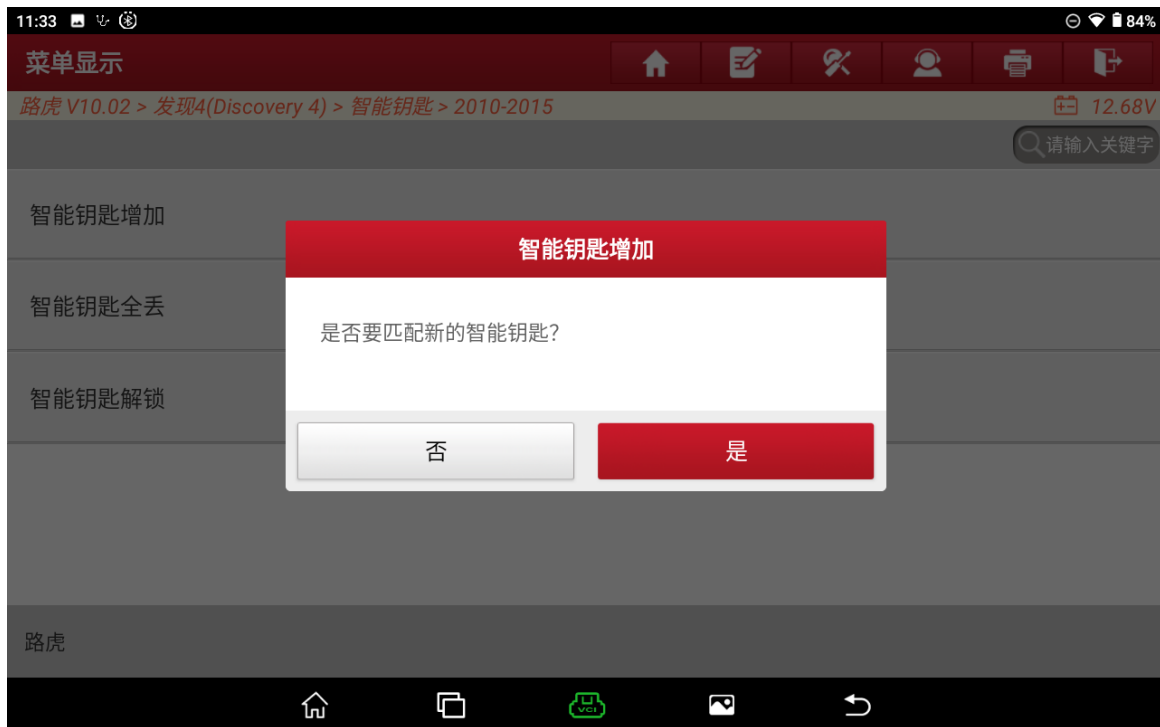 11:33 84%
菜单显示
路虎 V10.02 > 发现4(Discovery 4) > 智能钥匙 > 2010-2015 12.68V
请输入关键字
智能钥匙增加
智能钥匙增加
是否要匹配新的智能钥匙？
智能钥匙全丢
智能钥匙解锁
否 是
路虎
VCI